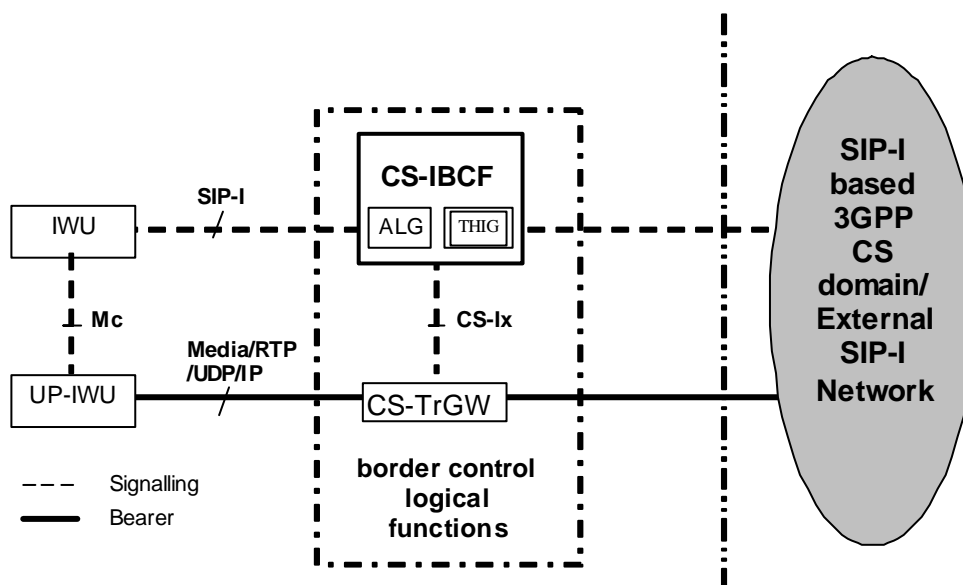 CS-IBCF
ALG
THIG
SIP-I
IWU
Mc
CS-Ix
Media/RTP
/UDP/IP
UP-IWU
CS-TrGW
border control
logical
functions
Signalling
Bearer
SIP-I
based
3GPP
CS
domain/
External
SIP-I
Network